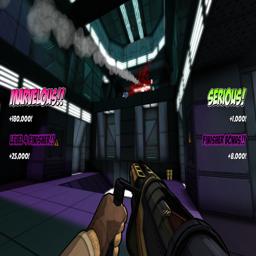 MARVELOUS!!
+180,000!
LEVEL 4 FINISHER!!
+25,000!
SERIOUS!
+1,000!
FINISHER BONUS!!
+8,000!